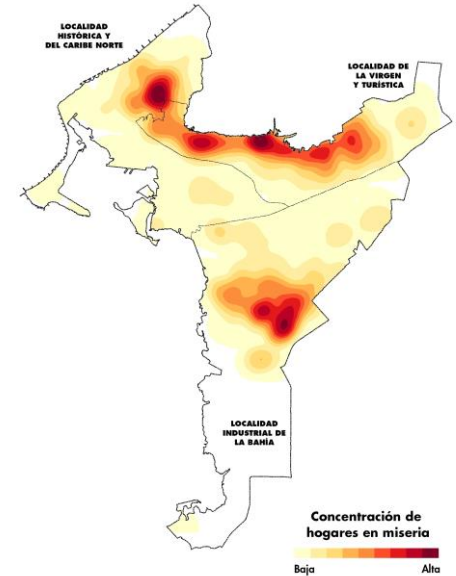 LOCALIDAD
HISTÓRICA Y
DEL CARIBE NORTE
LOCALIDAD DE
LA VIRGEN
Y TURÍSTICA
LOCALIDAD
INDUSTRIAL DE
LA BAHÍA
Concentración de
hogares en miseria
Baja Alta